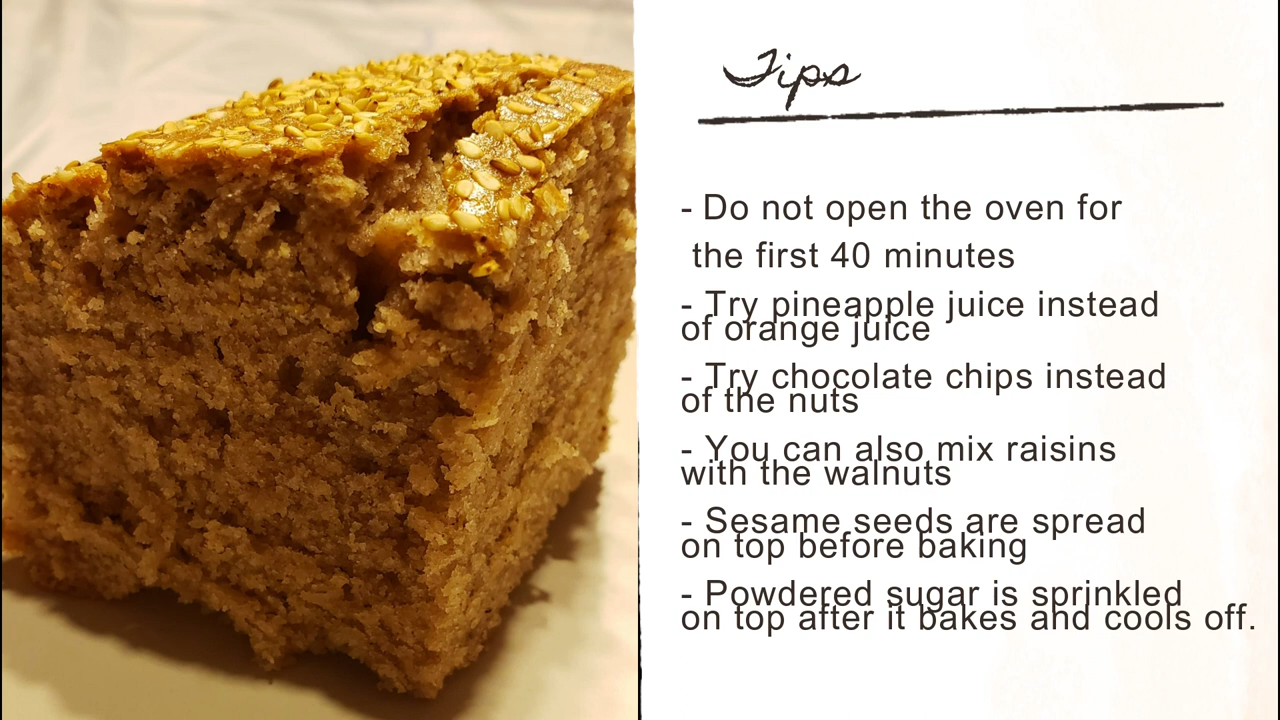 Tips
- Do not open the oven for
the first 40 minutes
- Try pineapple juice instead
of orange juice
- Try chocolate chips instead
of the nuts
- You can also mix raisins
with the walnuts
- Sesame seeds are spread
on top before baking
- Powdered sugar is sprinkled
on top after it bakes and cools off.